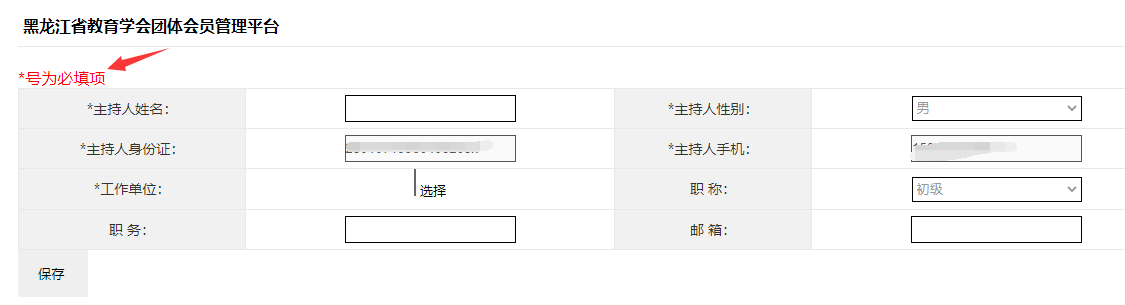 黑龙江省教育学会团体会员管理平台
*号为必填项
*主持人姓名： *主持人性别： 男
*主持人身份证： *主持人手机：
*工作单位： 选择 职 称： 初级
职 务： 邮 箱：
保存